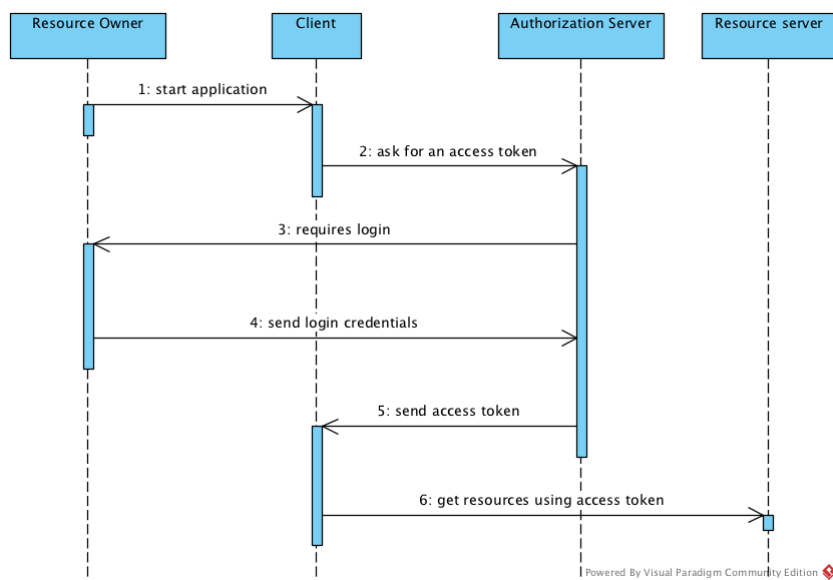 Resource Owner
Client
Authorization Server
Resource server
1: start application
2: ask for an access token
3: requires login
4: send login credentials
5: send access token
6: get resources using access token
Powered By Visual Paradigm Community Edition